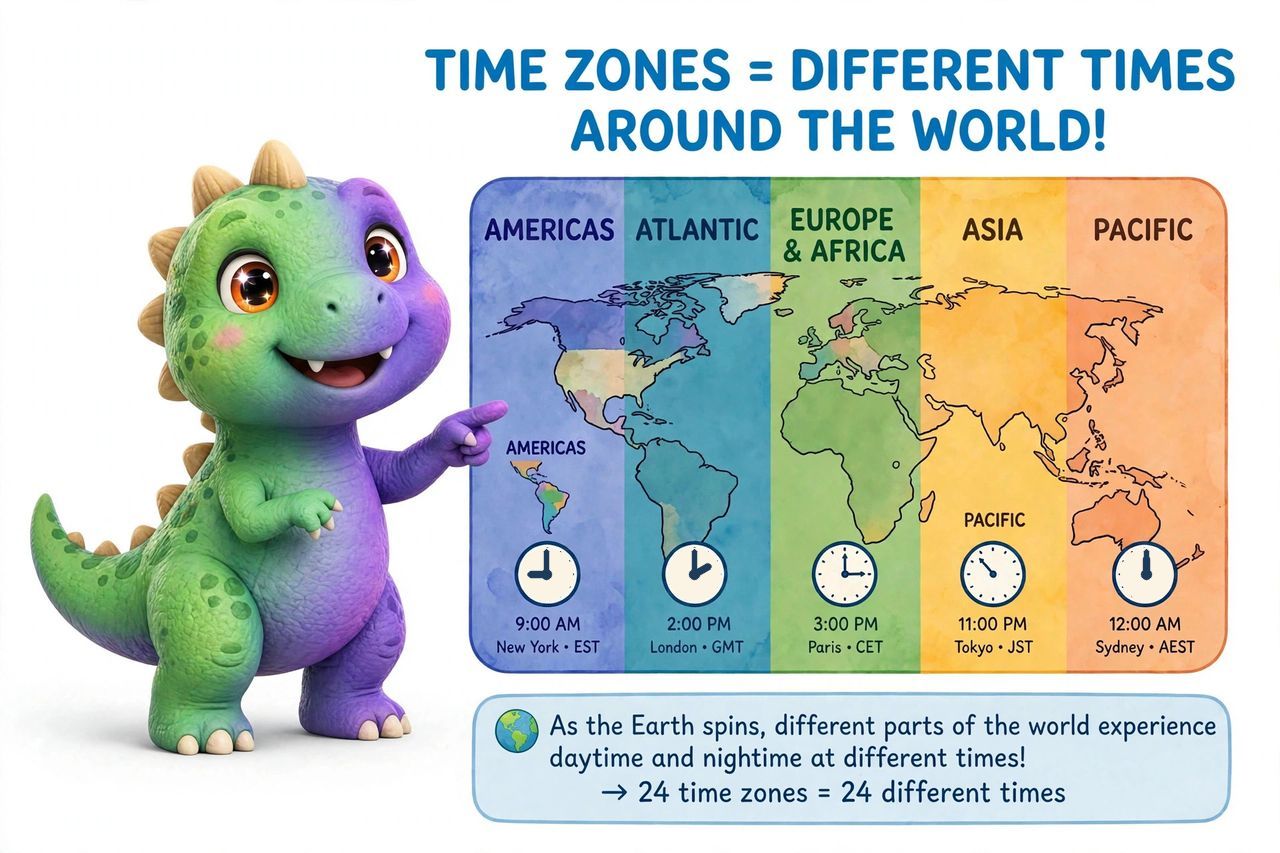 TIME ZONES = DIFFERENT TIMES
AROUND THE WORLD!
AMERICAS
ATLANTIC
EUROPE
& AFRICA
ASIA
PACIFIC
AMERICAS
PACIFIC
9:00 AM
New York • EST
2:00 PM
London • GMT
3:00 PM
Paris • CET
11:00 PM
Tokyo • JST
12:00 AM
Sydney • AEST
As the Earth spins, different parts of the world experience
daytime and nightime at different times!
→ 24 time zones = 24 different times